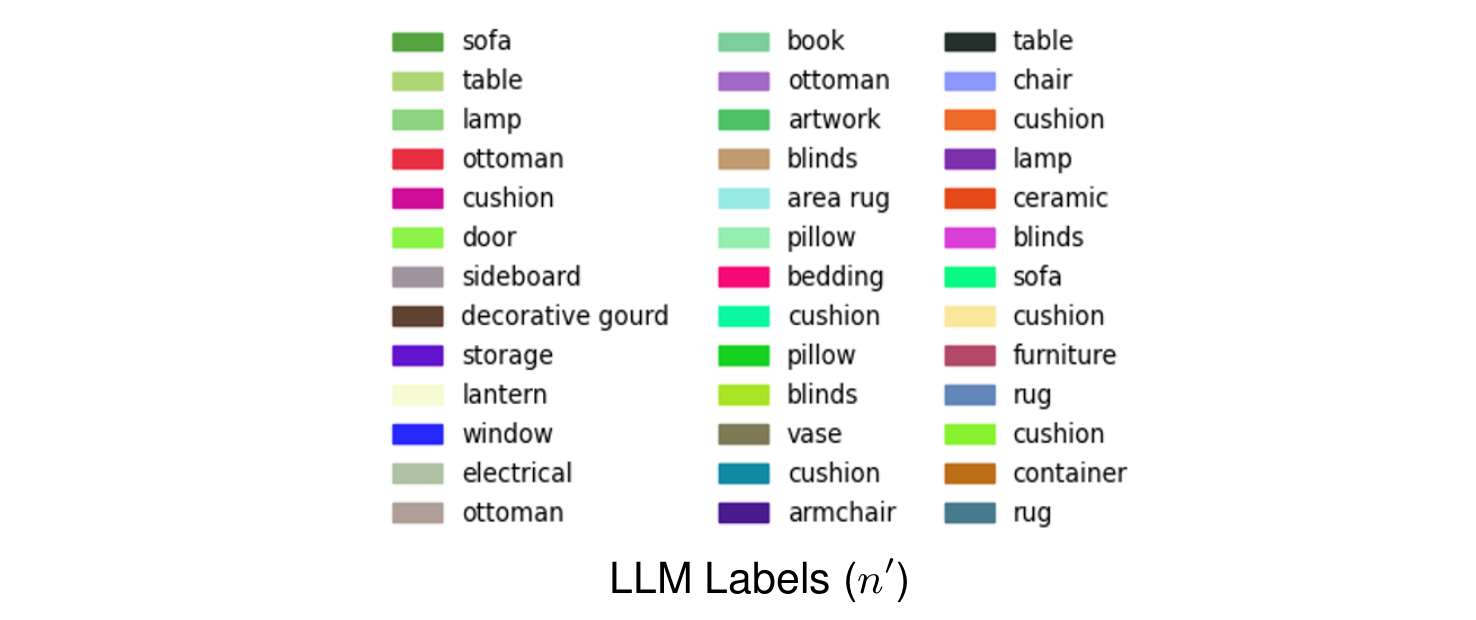 sofa
table
lamp
ottoman
cushion
door
sideboard
decorative gourd
storage
lantern
window
electrical
ottoman
book
ottoman
artwork
blinds
area rug
pillow
bedding
cushion
pillow
blinds
vase
cushion
armchair
table
chair
cushion
lamp
ceramic
blinds
sofa
cushion
furniture
rug
cushion
container
rug
LLM Labels (n′)